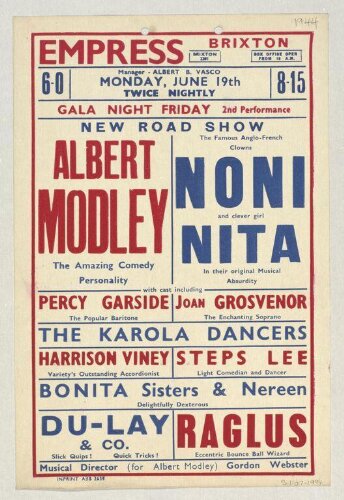 1944
EMPRESS BRIXTON
BRIXTON
BOX OFFICE OPEN
FROM 10 A.M.
Manager - ALBERT B. VASCO
6-0 MONDAY, JUNE 19th 8-15
TWICE NIGHTLY
GALA NIGHT FRIDAY 2nd Performance
NEW ROAD SHOW
ALBERT
MODLEY
The Amazing Comedy
Personality
The Famous Anglo-French
Clowns
NONI
and clever girl
NITA
In their original Musical
Absurdity
with cast including
PERCY GARSIDE
The Popular Baritone
JOAN GROSVENOR
The Enchanting Soprano
THE KAROLA DANCERS
HARRISON VINEY
Variety's Outstanding Accordionist
STEPS LEE
Light Comedian and Dancer
BONITA Sisters & Nereen
Delightfully Dexterous
DU-LAY
& CO.
Slick Quips! Quick Tricks!
RAGLUS
Eccentric Bounce Ball Wizard
Musical Director (for Albert Modley) Gordon Webster
INPRINT